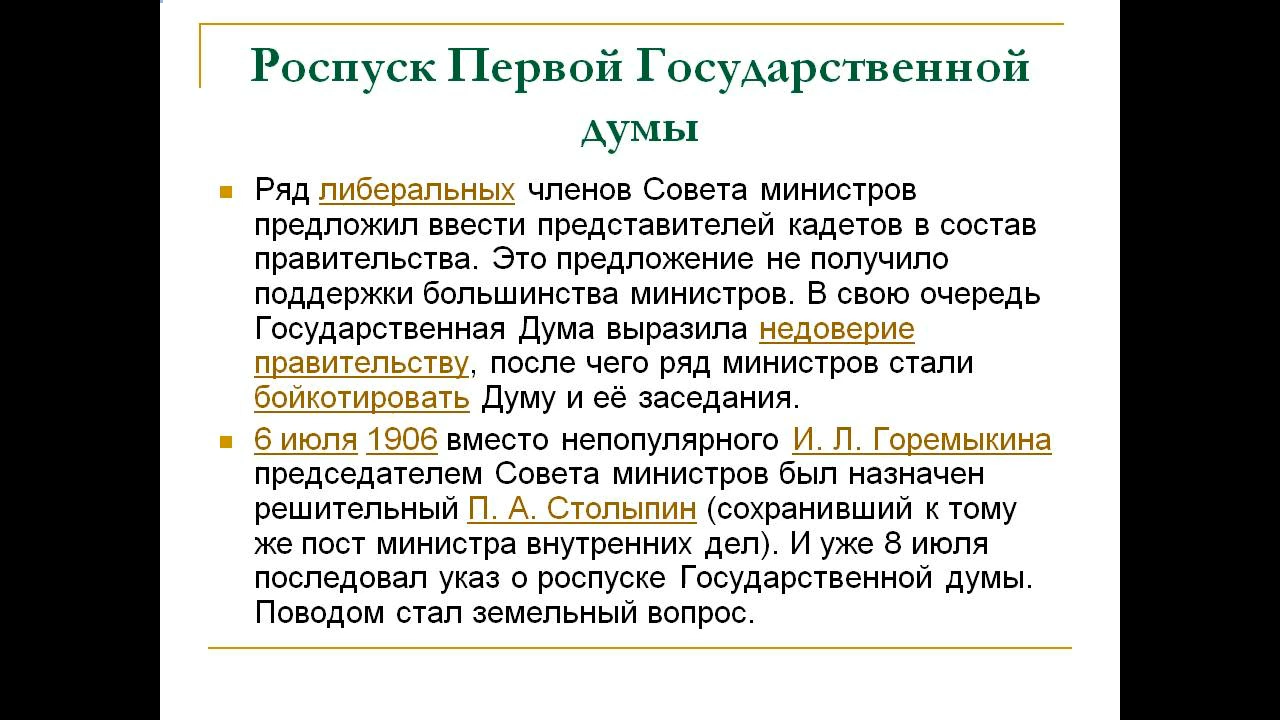 Роспуск Первой Государственной
думы
Ряд либеральных членов Совета министров
предложил ввести представителей кадетов в состав
правительства. Это предложение не получило
поддержки большинства министров. В свою очередь
Государственная Дума выразила недоверие
правительству, после чего ряд министров стали
бойкотировать Думу и её заседания.
6 июля 1906 вместо непопулярного И. Л. Горемыкина
председателем Совета министров был назначен
решительный П. А. Столыпин (сохранивший к тому
же пост министра внутренних дел). И уже 8 июля
последовал указ о роспуске Государственной думы.
Поводом стал земельный вопрос.